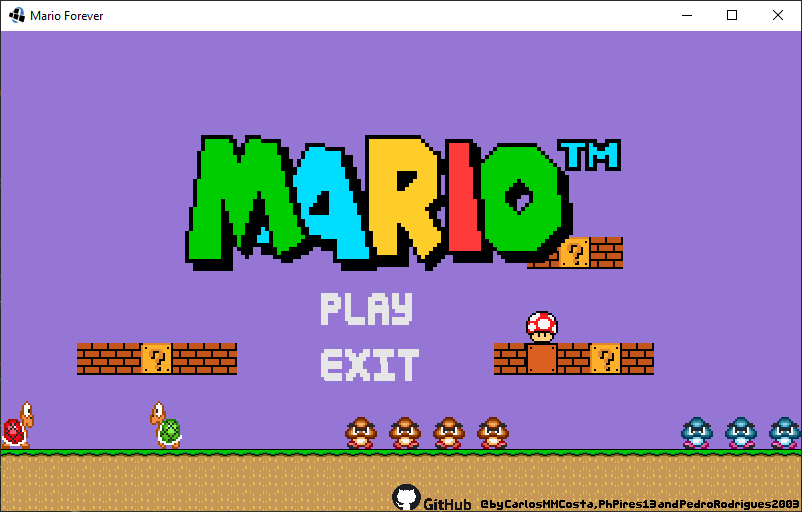 Mario Forever
MARIO™
?
PLAY
EXIT
? ?
GitHub @byCarlosMMCosta,PhPires13andPedroRodrigues2003